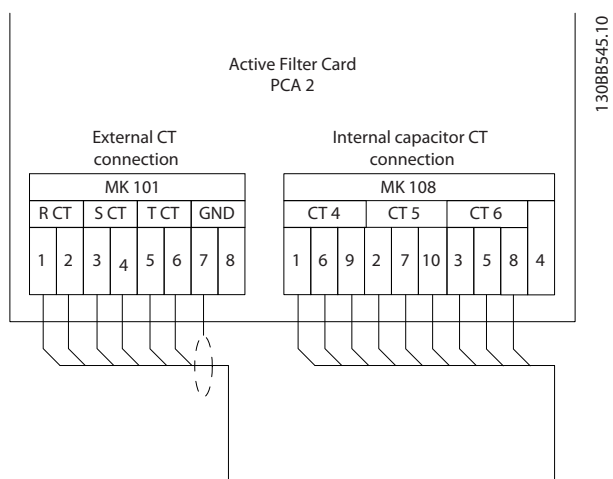 Active Filter Card
PCA 2
External CT
connection
MK 101
R CT S CT T CT GND
1 2 3 4 5 6 7 8
Internal capacitor CT
connection
MK 108
CT 4 CT 5 CT 6
1 6 9 2 7 10 3 5 8 4
130BB545.10